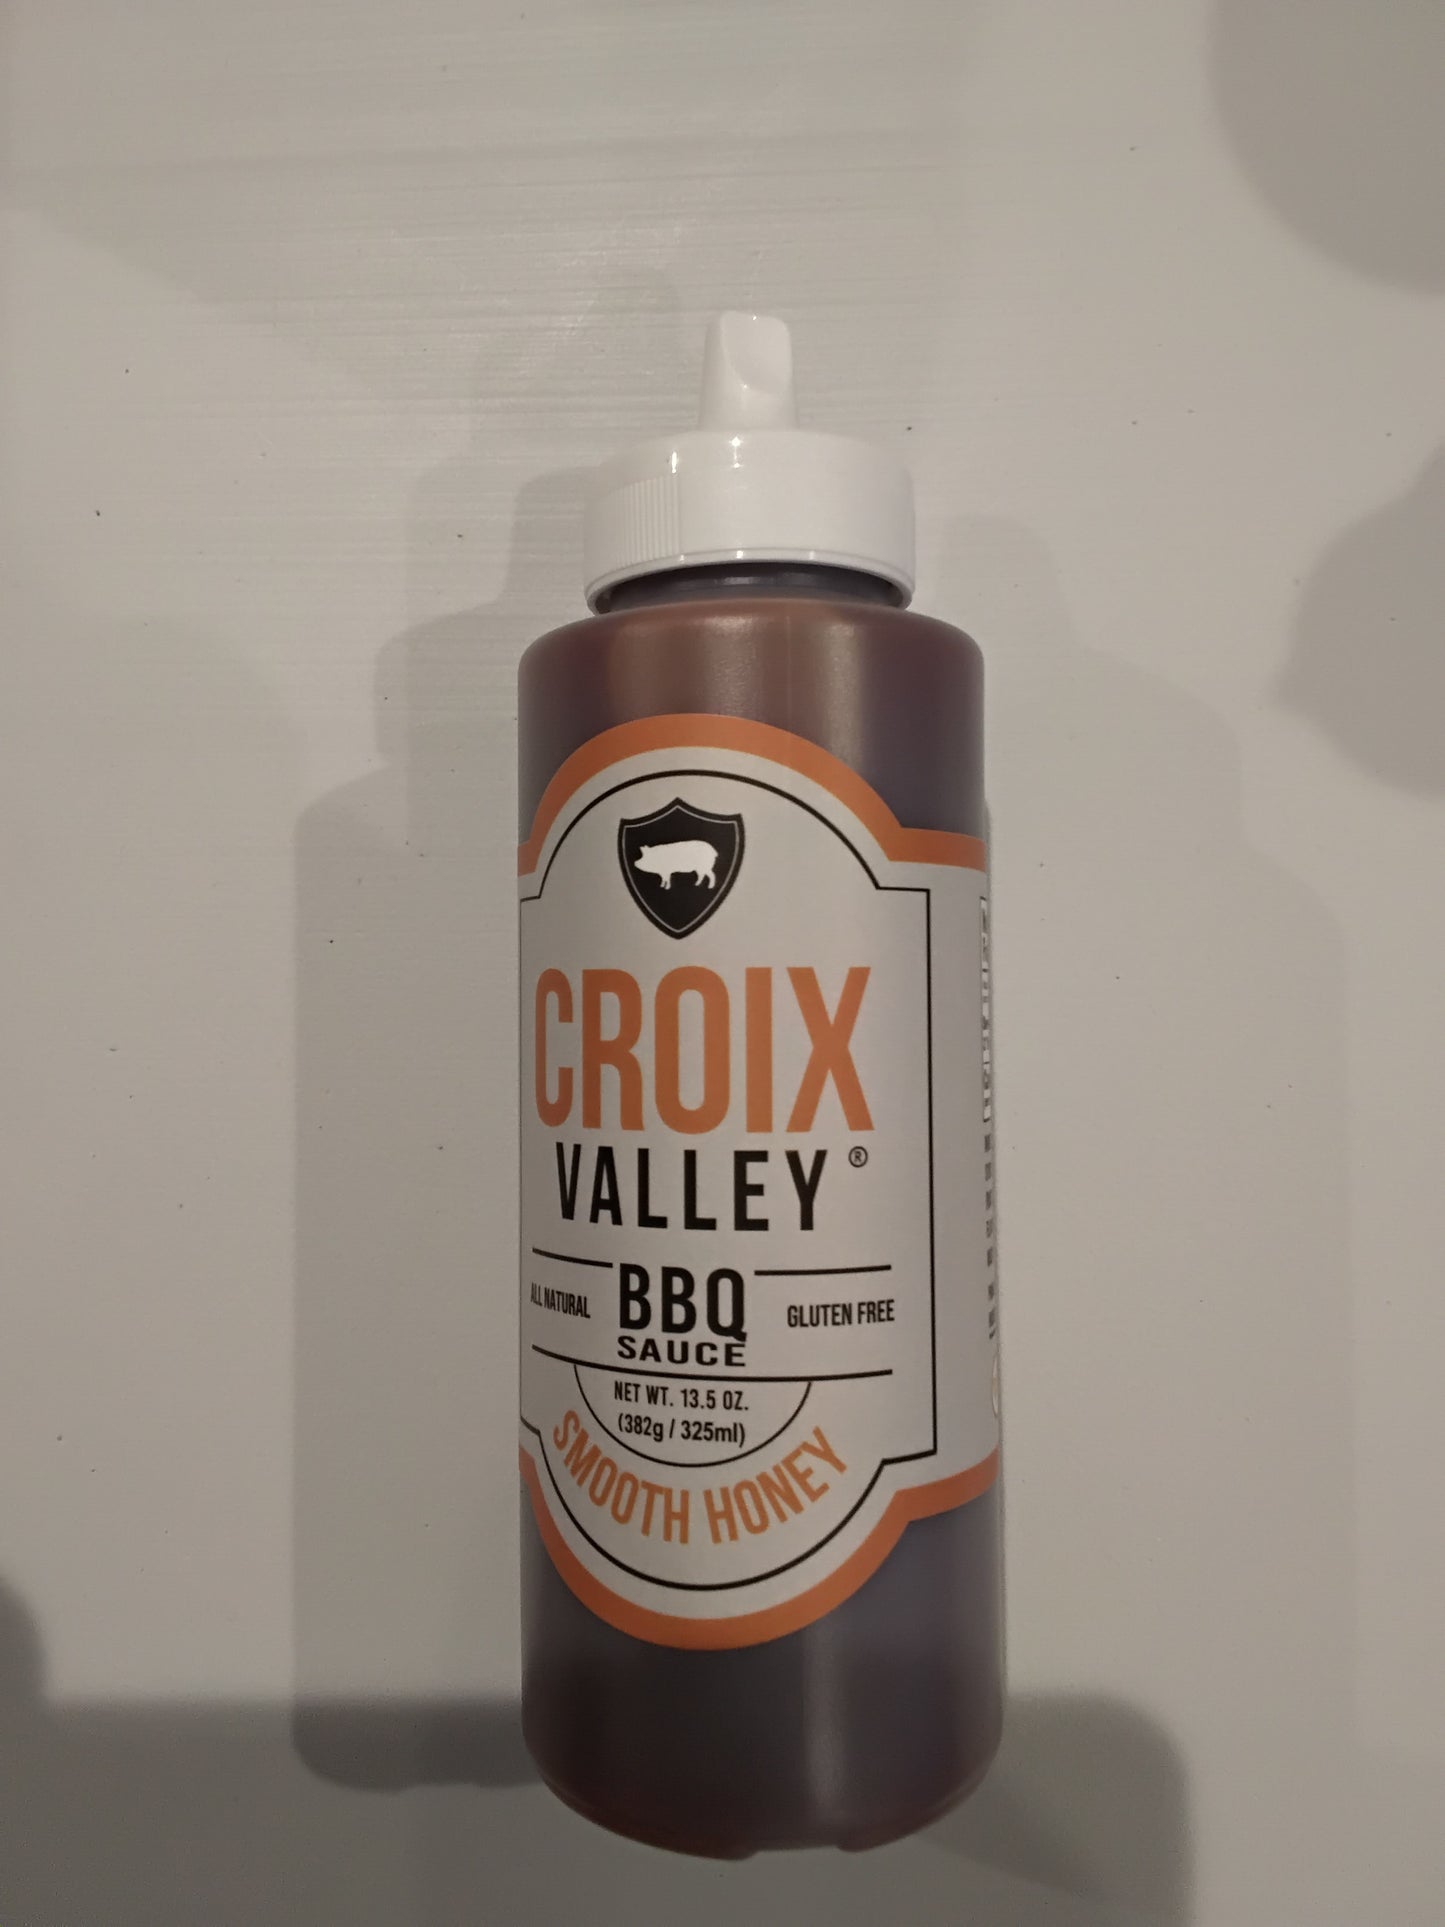 CROIX
VALLEY®
ALL NATURAL
BBQ
SAUCE
GLUTEN FREE
NET WT. 13.5 OZ.
(382g / 325ml)
SMOOTH HONEY